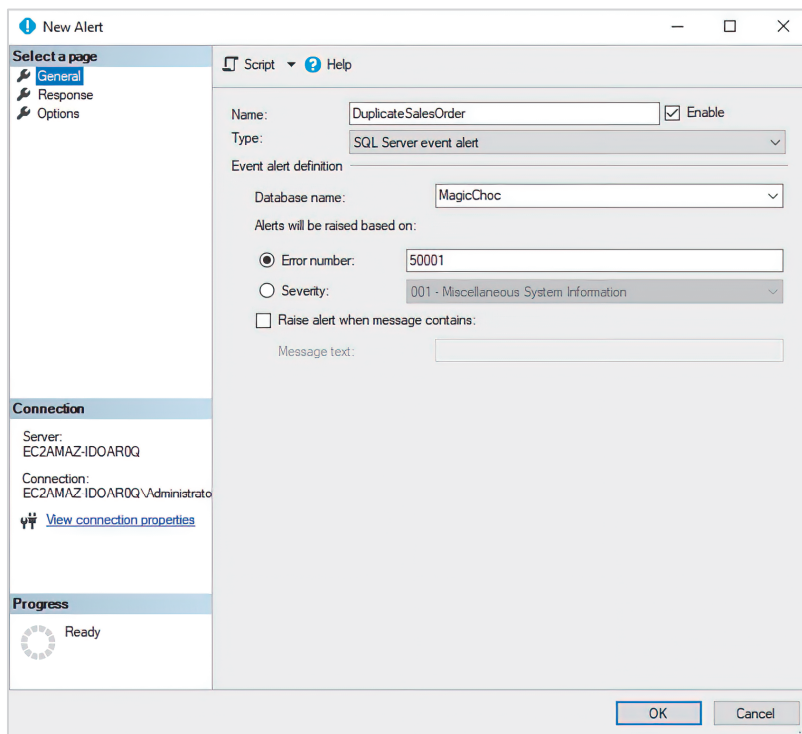 New Alert
Select a page
General
Response
Options
Script
Help
Name: DuplicateSalesOrder Enable
Type: SQL Server event alert
Event alert definition
Database name: MagicChoc
Alerts will be raised based on:
Error number: 50001
Severity: 001 - Miscellaneous System Information
Raise alert when message contains:
Message text:
Connection
Server:
EC2AMAZ-IDOAR0Q
Connection:
EC2AMAZ-IDOAR0Q\Administrato
View connection properties
Progress
Ready
OK Cancel